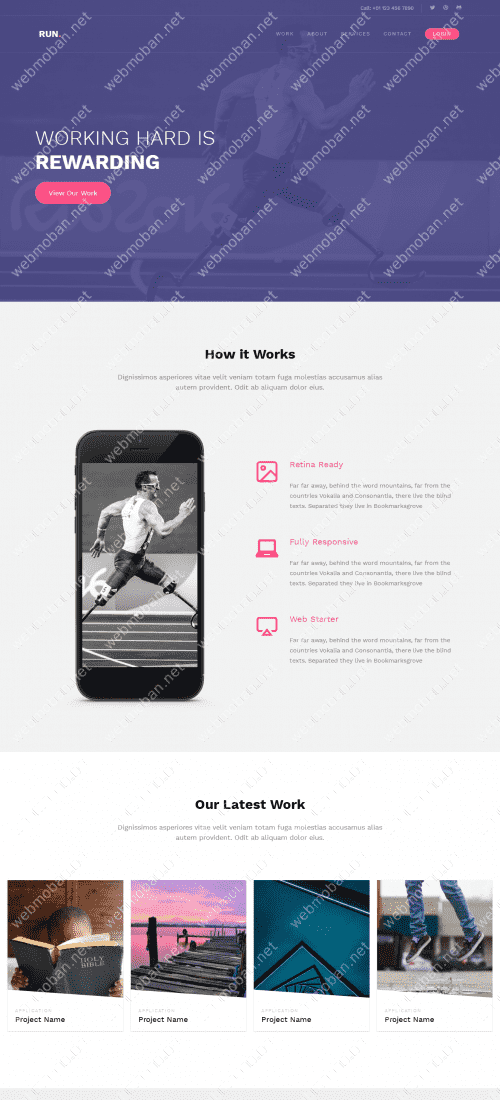 Call: +01 123 456 7890
RUN.
WORK
ABOUT
SERVICES
CONTACT
LOGIN
WORKING HARD IS
REWARDING
View Our Work
How it Works
Dignissimos asperiores vitae velit veniam totam fuga molestias accusamus alias
autem provident. Odit ab aliquam dolor eius.
Retina Ready
Far far away, behind the word mountains, far from the
countries Vokalia and Consonantia, there live the blind
texts. Separated they live in Bookmarksgrove
Fully Responsive
Far far away, behind the word mountains, far from the
countries Vokalia and Consonantia, there live the blind
texts. Separated they live in Bookmarksgrove
Web Starter
Far far away, behind the word mountains, far from the
countries Vokalia and Consonantia, there live the blind
texts. Separated they live in Bookmarksgrove
Our Latest Work
Dignissimos asperiores vitae velit veniam totam fuga molestias accusamus alias
autem provident. Odit ab aliquam dolor eius.
HOLY
BIBLE
APPLICATION
Project Name
APPLICATION
Project Name
APPLICATION
Project Name
APPLICATION
Project Name
webmoban.net